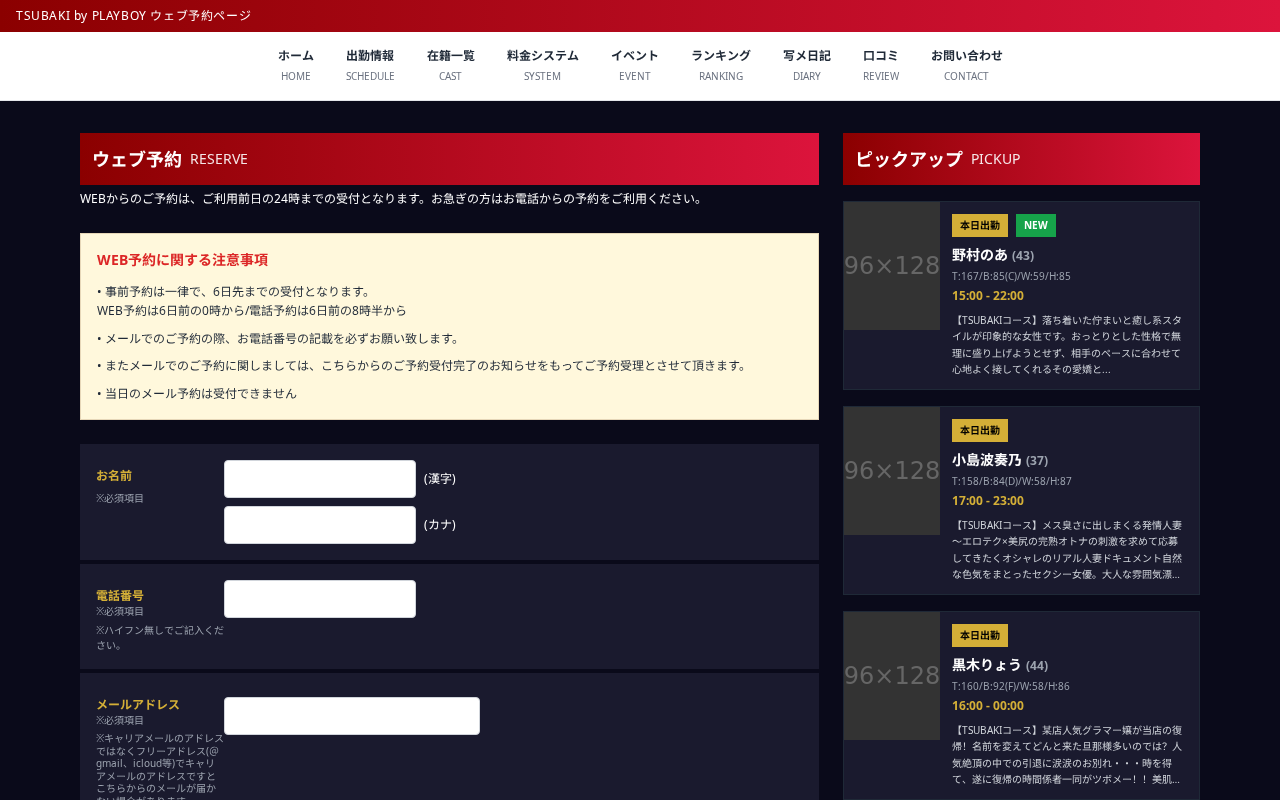 TSUBAKI by PLAYBOY ウェブ予約ページ
ホーム 出勤情報 在籍一覧 料金システム イベント ランキング 写メ日記 口コミ お問い合わせ
HOME SCHEDULE CAST SYSTEM EVENT RANKING DIARY REVIEW CONTACT
ウェブ予約 RESERVE
WEBからのご予約は、ご利用前日の24時までの受付となります。お急ぎの方はお電話からの予約をご利用ください。
WEB予約に関する注意事項
• 事前予約は一律で、6日先までの受付となります。
WEB予約は6日前の0時から/電話予約は6日前の8時半から
• メールでのご予約の際、お電話番号の記載を必ずお願い致します。
• またメールでのご予約に関しましては、こちらからのご予約受付完了のお知らせをもってご予約受理とさせて頂きます。
• 当日のメール予約は受付できません
お名前
※必須項目
(漢字)
(カナ)
電話番号
※必須項目
※ハイフン無しでご記入くだ
さい。
メールアドレス
※必須項目
※キャリアメールのアドレス
ではなくフリーアドレス(@
gmail、icloud等)でキャリ
アメールのアドレスですと
こちらからのメールが届か
ない場合があります
ピックアップ PICKUP
96×128
本日出勤 NEW
野村のあ (43)
T:167/B:85(C)/W:59/H:85
15:00 - 22:00
【TSUBAKIコース】落ち着いた佇まいと癒し系スタ
イルが印象的な女性です。おっとりとした性格で無
理に盛り上げようとせず、相手のペースに合わせて
心地よく接してくれるその愛嬌と...
96×128
本日出勤
小島波奏乃 (37)
T:158/B:84(D)/W:58/H:87
17:00 - 23:00
【TSUBAKIコース】メス臭さに出しまくる発情人妻
〜エロテク×美尻の完熟オトナの刺激を求めて応募
してきたくオシャレのリアル人妻ドキュメント自然
な色気をまとったセクシー女優。大人な雰囲気漂...
96×128
本日出勤
黒木りょう (44)
T:160/B:92(F)/W:58/H:86
16:00 - 00:00
【TSUBAKIコース】某店人気グラマー嬢が当店の復
帰！名前を変えてどんと来た旦那様多いのでは？人
気絶頂の中での引退に涙涙のお別れ・・・時を得
て、遂に復帰の時間係者一同がツボメー！！美肌...